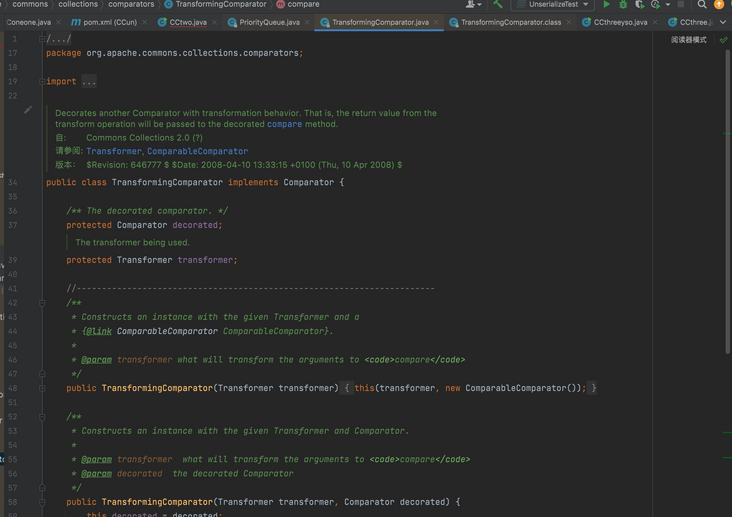 commons collections comparators TransformingComparator compare UnserializeTest
Coneone.java pom.xml (CCun) CCtwo.java PriorityQueue.java TransformingComparator.java TransformingComparator.class CCthreeyso.java CCthree.j
1 /.../ 阅读器模式
17 package org.apache.commons.collections.comparators;
18
19 import ...
22
Decorates another Comparator with transformation behavior. That is, the return value from the
transform operation will be passed to the decorated compare method.
自: Commons Collections 2.0 (?)
请参阅: Transformer, ComparableComparator
版本: $Revision: 646777 $ $Date: 2008-04-10 13:33:15 +0100 (Thu, 10 Apr 2008) $
34 public class TransformingComparator implements Comparator {
35
36 /** The decorated comparator. */
37 protected Comparator decorated;
The transformer being used.
39 protected Transformer transformer;
40
41 //-----------------------------------------------------------------------
42 /**
43 * Constructs an instance with the given Transformer and a
44 * {@link ComparableComparator ComparableComparator}.
45 *
46 * @param transformer what will transform the arguments to <code>compare</code>
47 */
48 public TransformingComparator(Transformer transformer) { this(transformer, new ComparableComparator()); }
51
52 /**
53 * Constructs an instance with the given Transformer and Comparator.
54 *
55 * @param transformer what will transform the arguments to <code>compare</code>
56 * @param decorated the decorated Comparator
57 */
58 public TransformingComparator(Transformer transformer, Comparator decorated) {
59 this.decorated = decorated;